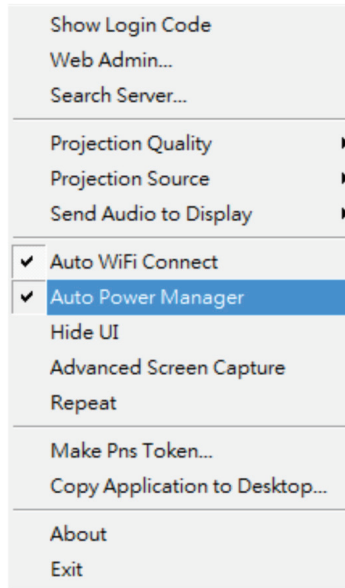 Show Login Code
Web Admin...
Search Server...
Projection Quality
Projection Source
Send Audio to Display
Auto WiFi Connect
Auto Power Manager
Hide UI
Advanced Screen Capture
Repeat
Make Pns Token...
Copy Application to Desktop...
About
Exit